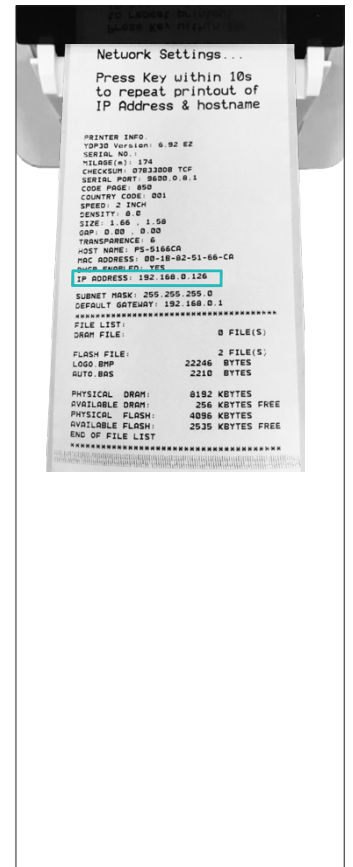 Network Settings...
Press Key within 10s
to repeat printout of
IP Address & hostname
PRINTER INFO.
TDP30 Version: 6.92 EZ
SERIAL NO.:
MILAGE(m): 174
CHECKSUM: 078330DB TCF
SERIAL PORT: 9600,0,8,1
CODE PAGE: 850
COUNTRY CODE: 001
SPEED: 2 INCH
DENSITY: 8.0
SIZE: 1.66 , 1.58
GAP: 0.00 , 0.00
TRANSPARENCE: 6
HOST NAME: PS-5166CA
MAC ADDRESS: 00-1B-82-51-66-CA
DHCP ENABLED: YES
IP ADDRESS: 192.168.0.126
SUBNET MASK: 255.255.255.0
DEFAULT GATEWAY: 192.168.0.1
****************************************
FILE LIST:
DRAM FILE: 0 FILE(S)
FLASH FILE: 2 FILE(S)
LOGO.BMP 22246 BYTES
AUTO.BAS 2210 BYTES
PHYSICAL DRAM: 8192 KBYTES
AVAILABLE DRAM: 256 KBYTES FREE
PHYSICAL FLASH: 4096 KBYTES
AVAILABLE FLASH: 2535 KBYTES FREE
END OF FILE LIST
****************************************